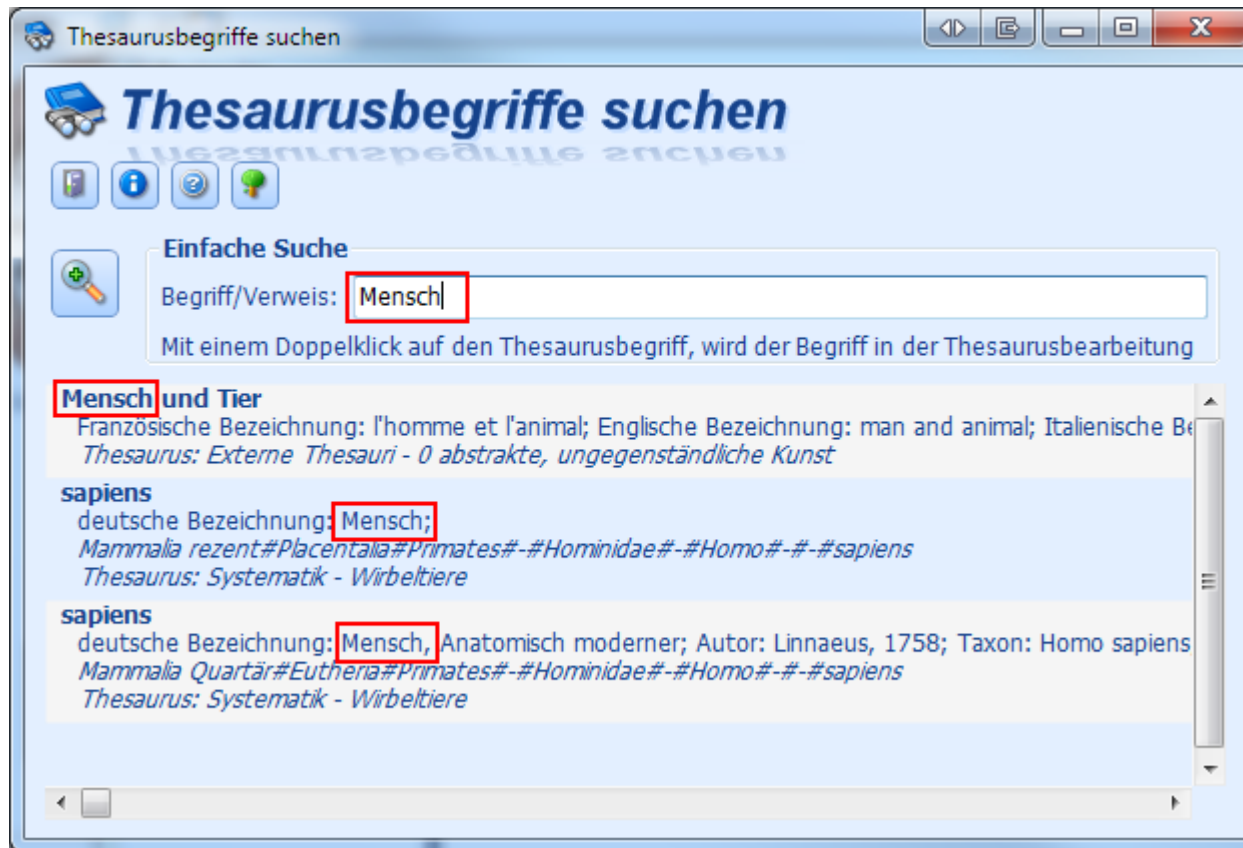 Thesaurusbegriffe suchen
Thesaurusbegriffe suchen
Einfache Suche
Begriff/Verweis: Mensch
Mit einem Doppelklick auf den Thesaurusbegriff, wird der Begriff in der Thesaurusbearbeitung
Mensch und Tier
Französische Bezeichnung: l'homme et l'animal; Englische Bezeichnung: man and animal; Italienische Be
Thesaurus: Externe Thesauri - 0 abstrakte, ungegenständliche Kunst
sapiens
deutsche Bezeichnung: Mensch;
Mammalia rezent#Placentalia#Primates#-#Hominidae#-#Homo#-#-#sapiens
Thesaurus: Systematik - Wirbeltiere
sapiens
deutsche Bezeichnung: Mensch, Anatomisch moderner; Autor: Linnaeus, 1758; Taxon: Homo sapiens
Mammalia Quartär#Eutheria#Primates#-#Hominidae#-#Homo#-#-#sapiens
Thesaurus: Systematik - Wirbeltiere